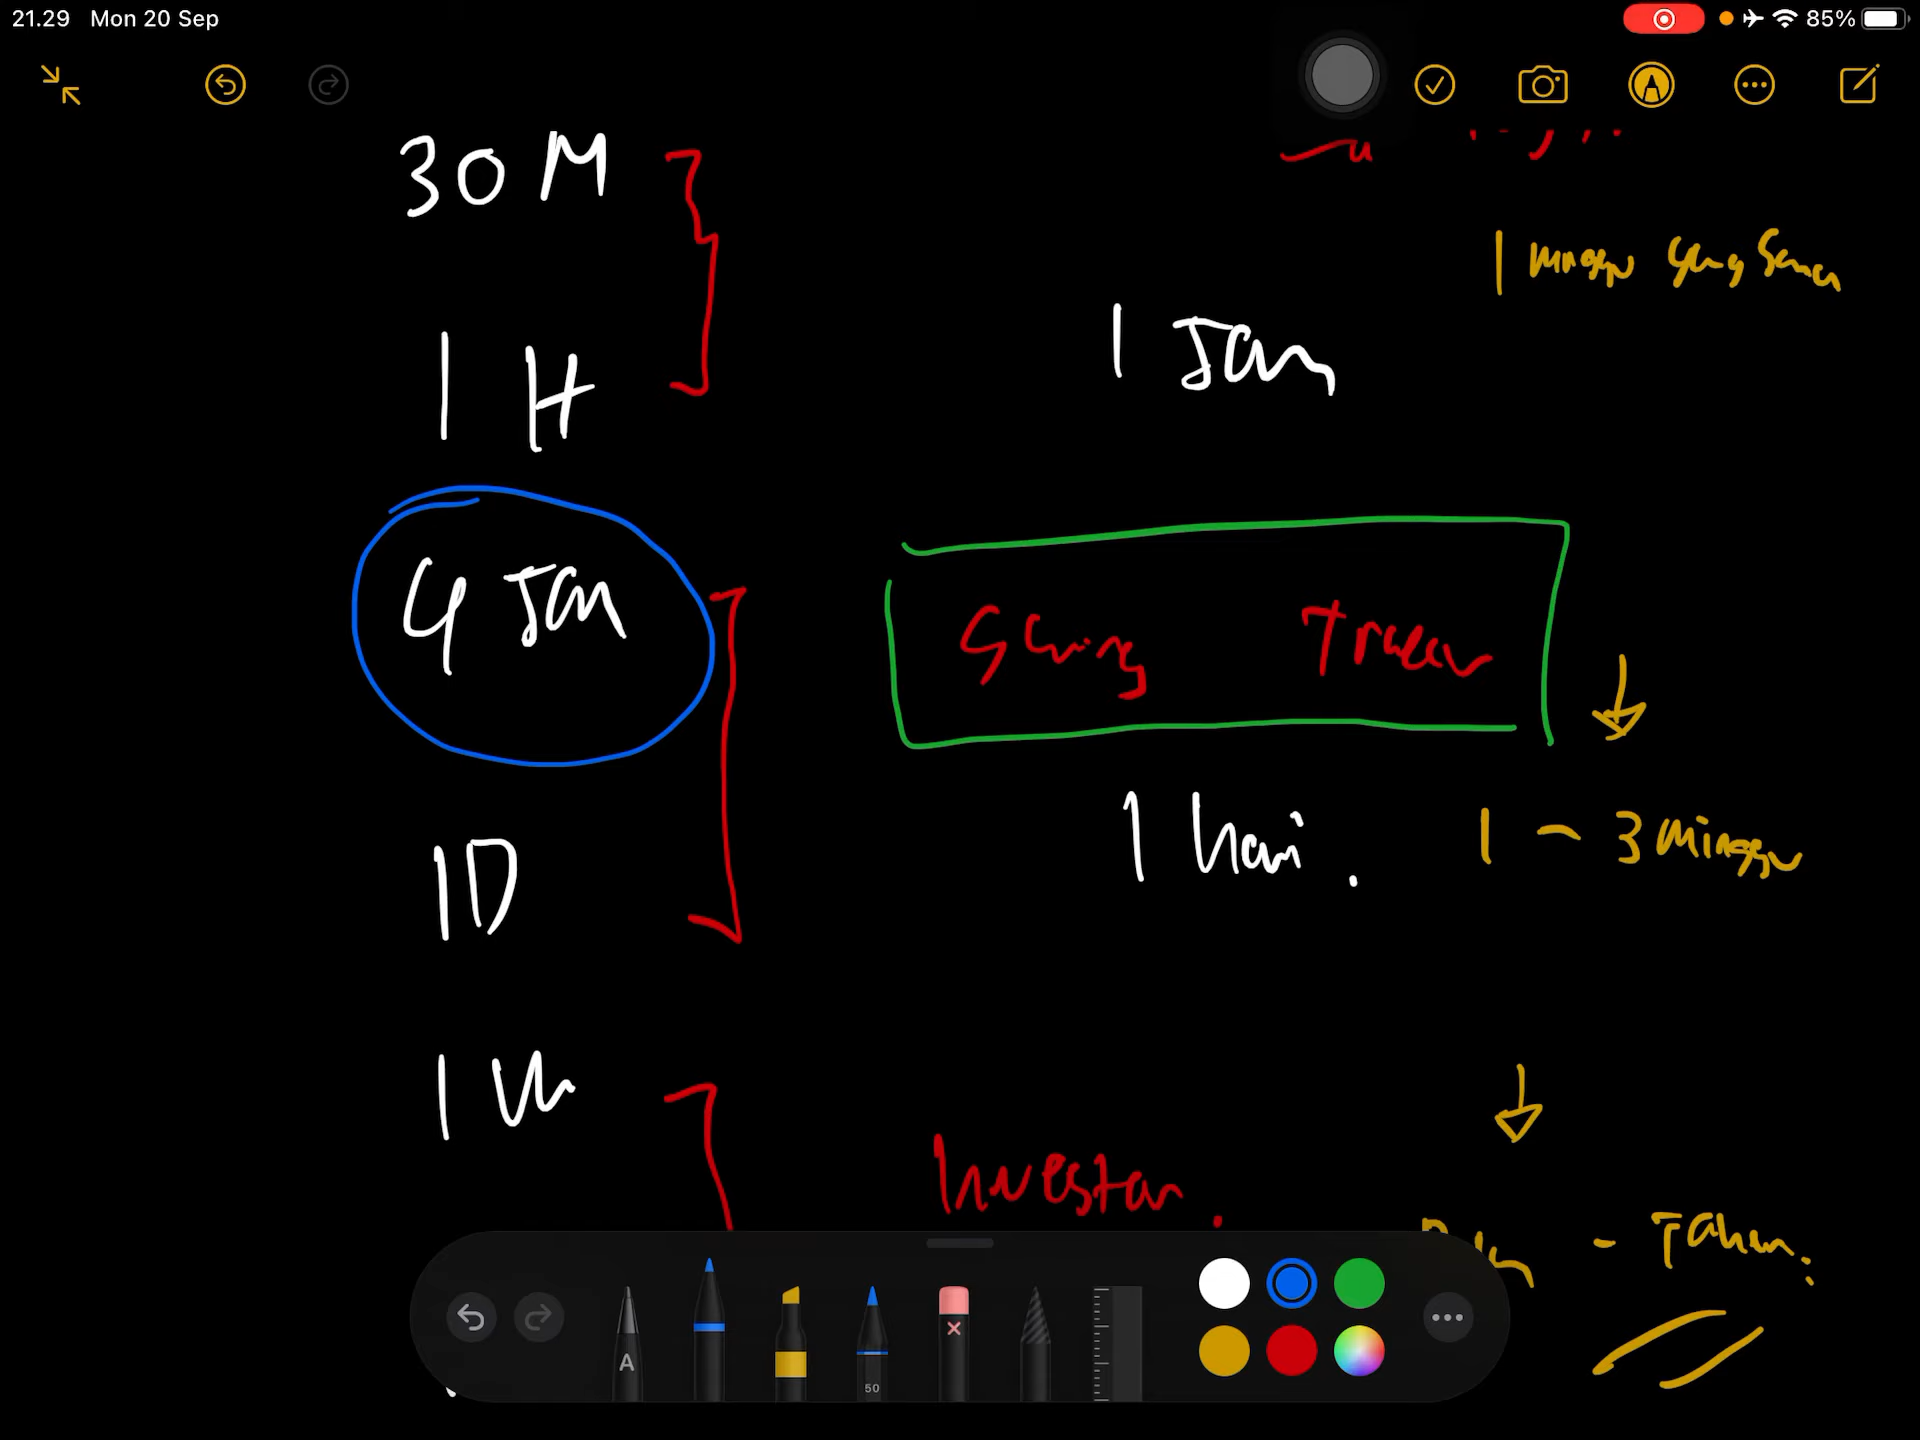 21.29 Mon 20 Sep 85%
30 M
1 minggu yang sama
1 H
1 Jam
4 Jam
Swing Trader
1D
1 hari.
1 - 3 minggu
1 W
Investor.
- Tahun.
A
50